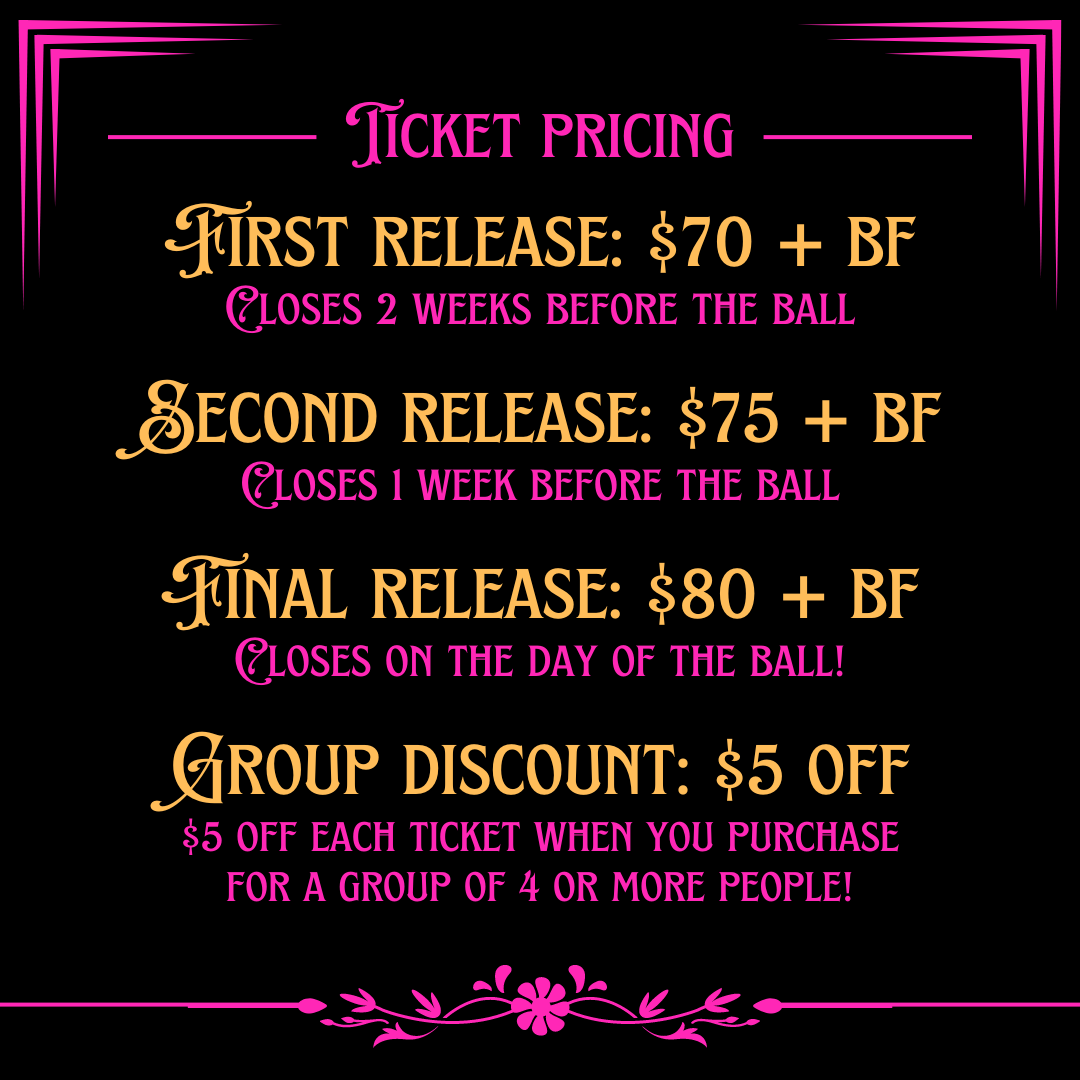 Ticket pricing
First release: $70 + BF
Closes 2 weeks before the ball
Second release: $75 + BF
Closes 1 week before the ball
Final release: $80 + BF
Closes on the day of the ball!
Group discount: $5 off
$5 off each ticket when you purchase
for a group of 4 or more people!